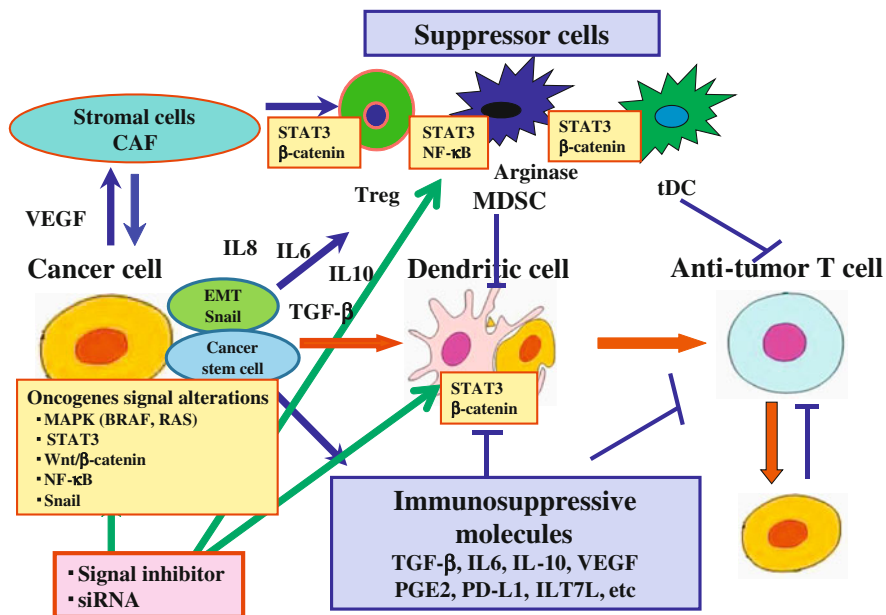 Suppressor cells
Stromal cells
CAF
STAT3
β-catenin
STAT3
NF-κB
STAT3
β-catenin
Arginase
Treg
MDSC
tDC
VEGF
IL8
IL6
IL10
TGF-β
Cancer cell
Dendritic cell
Anti-tumor T cell
EMT
Snail
Cancer
stem cell
STAT3
β-catenin
Oncogenes signal alterations
▪MAPK (BRAF, RAS)
▪ STAT3
▪Wnt/β-catenin
▪NF-κB
▪Snail
Immunosuppressive
molecules
TGF-β, IL6, IL-10, VEGF
PGE2, PD-L1, ILT7L, etc
▪Signal inhibitor
▪siRNA